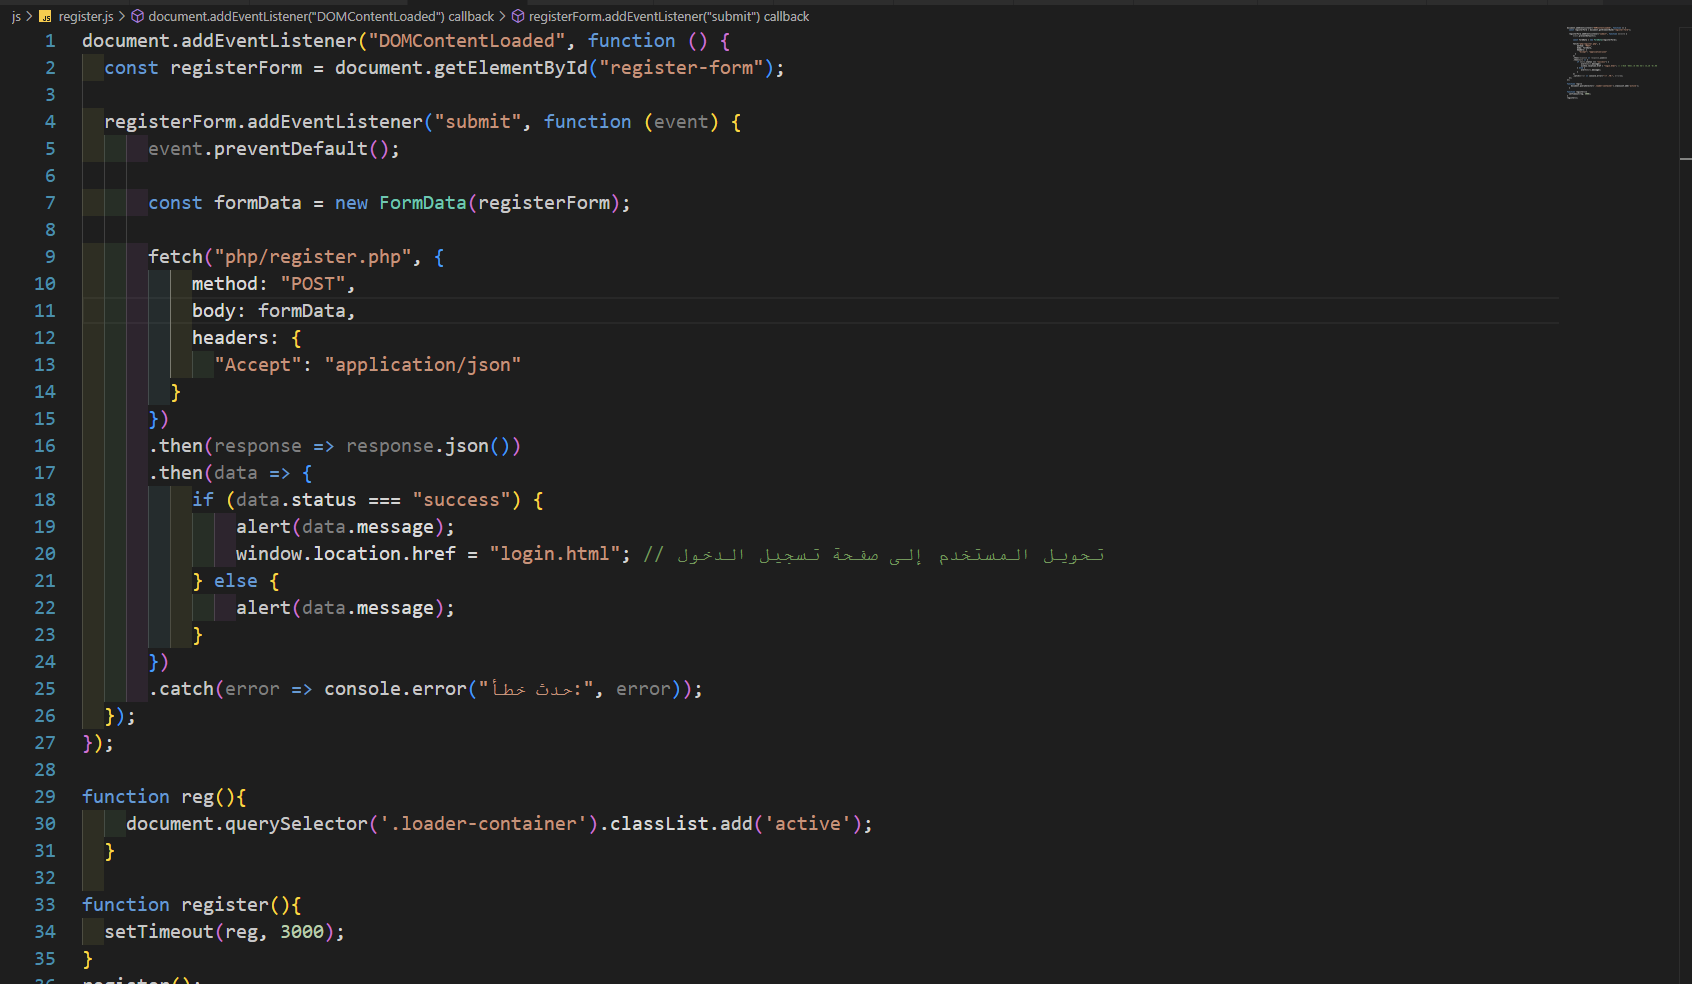 js > register.js > document.addEventListener("DOMContentLoaded") callback > registerForm.addEventListener("submit") callback
1 document.addEventListener("DOMContentLoaded", function () {
2 const registerForm = document.getElementById("register-form");
3
4 registerForm.addEventListener("submit", function (event) {
5 event.preventDefault();
6
7 const formData = new FormData(registerForm);
8
9 fetch("php/register.php", {
10 method: "POST",
11 body: formData,
12 headers: {
13 "Accept": "application/json"
14 }
15 })
16 .then(response => response.json())
17 .then(data => {
18 if (data.status === "success") {
19 alert(data.message);
20 window.location.href = "login.html"; // تحويل المستخدم إلى صفحة تسجيل الدخول
21 } else {
22 alert(data.message);
23 }
24 })
25 .catch(error => console.error("حدث خطأ:", error));
26 });
27 });
28
29 function reg(){
30 document.querySelector('.loader-container').classList.add('active');
31 }
32
33 function register(){
34 setTimeout(reg, 3000);
35 }
36 register();